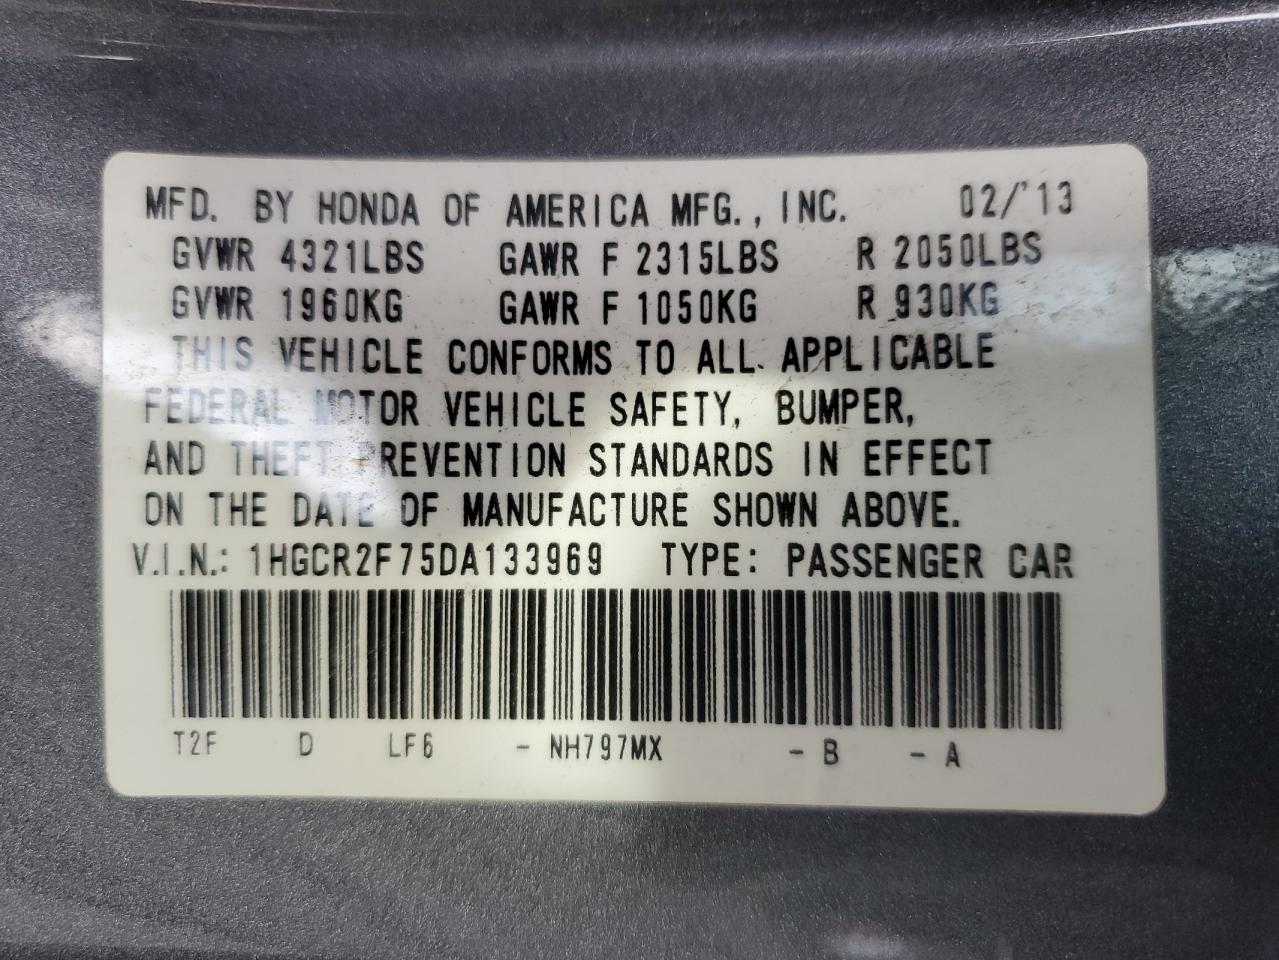 MFD. BY HONDA OF AMERICA MFG., INC. 02/'13
GVWR 4321LBS GAWR F 2315LBS R 2050LBS
GVWR 1960KG GAWR F 1050KG R 930KG
THIS VEHICLE CONFORMS TO ALL APPLICABLE
FEDERAL MOTOR VEHICLE SAFETY, BUMPER,
AND THEFT PREVENTION STANDARDS IN EFFECT
ON THE DATE OF MANUFACTURE SHOWN ABOVE.
V.I.N.: 1HGCR2F75DA133969 TYPE: PASSENGER CAR
T2F D LF6 - NH797MX - B - A